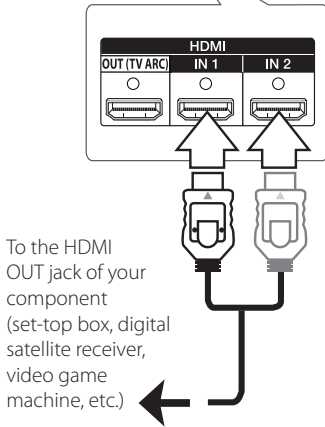 HDMI
OUT (TV ARC) IN 1 IN 2
To the HDMI
OUT jack of your
component
(set-top box, digital
satellite receiver,
video game
machine, etc.)